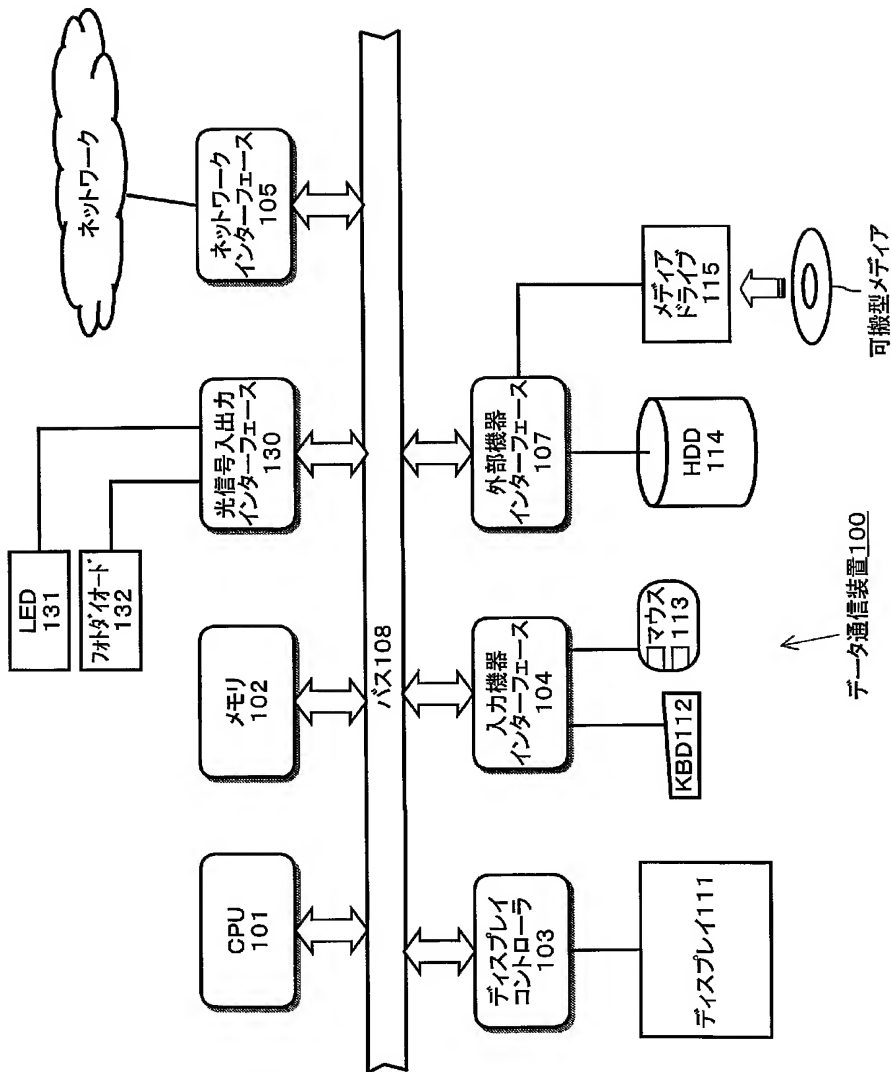 ネットワーク
LED
131
フォトダイオード
132
CPU
101
メモリ
102
光信号入出力
インターフェース
130
ネットワーク
インターフェース
105
バス108
ディスプレイ
コントローラ
103
入力機器
インターフェース
104
外部機器
インターフェース
107
ディスプレイ111
KBD112
マウス
113
HDD
114
メディア
ドライブ
115
可搬型メディア
データ通信装置100